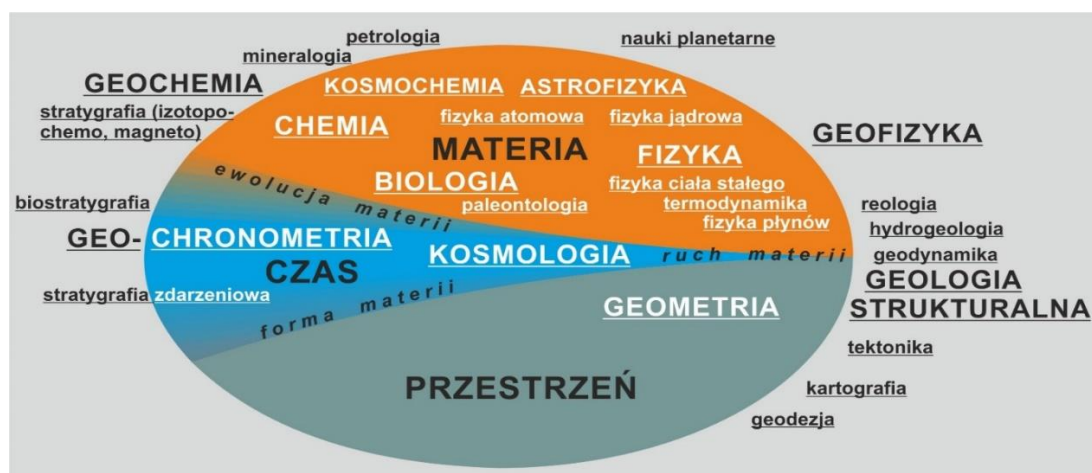 petrologia
nauki planetarne
mineralogia
GEOCHEMIA
KOSMOCHEMIA ASTROFIZYKA
stratygrafia (izotopo-
chemo, magneto)
fizyka atomowa
fizyka jądrowa
CHEMIA
GEOFIZYKA
MATERIA
FIZYKA
ewolucja materii
BIOLOGIA
fizyka ciała stałego
paleontologia
termodynamika
fizyka płynów
biostratygrafia
reologia
hydrogeologia
GEO- CHRONOMETRIA
KOSMOLOGIA
ruch materii
geodynamika
CZAS
GEOLOGIA
STRUKTURALNA
stratygrafia zdarzeniowa
forma materii
GEOMETRIA
tektonika
PRZESTRZEŃ
kartografia
geodezja